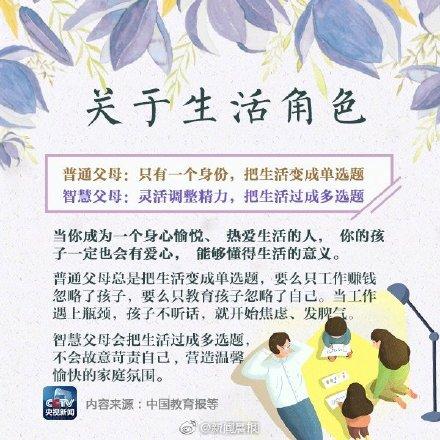 关于生活角色
普通父母：只有一个身份，把生活变成单选题
智慧父母：灵活调整精力，把生活过成多选题
当你成为一个身心愉悦、热爱生活的人，你的孩
子一定也会有爱心，能够懂得生活的意义。
普通父母总是把生活变成单选题，要么只工作赚钱
忽略了孩子，要么只教育孩子忽略了自己。当工作
遇上瓶颈，孩子不听话，就开始焦虑、发脾气。
智慧父母会把生活过成多选题，
不会故意苛责自己，营造温馨
愉快的家庭氛围。
CCTV
央视新闻
内容来源：中国教育报等
@新闻晨报